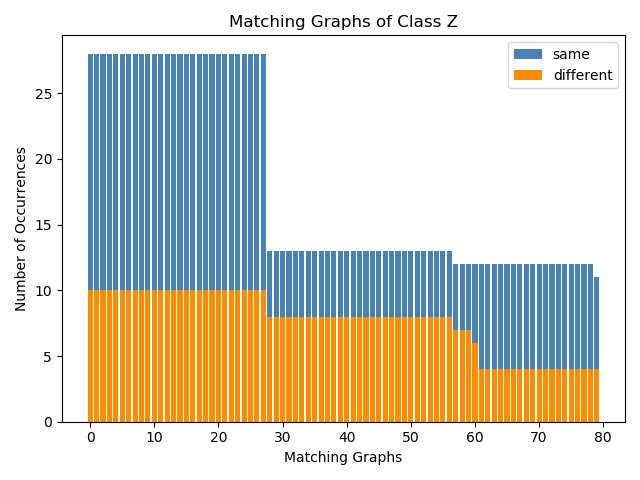 Matching Graphs of Class Z
same
different
Number of Occurrences
25
20
15
10
5
0
0 10 20 30 40 50 60 70 80
Matching Graphs